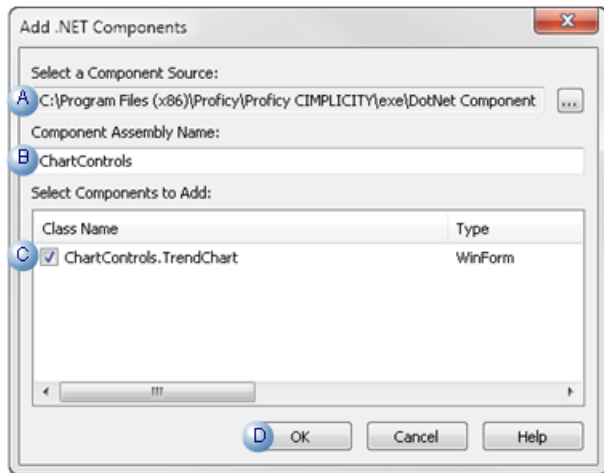 Add .NET Components
Select a Component Source:
A C:\Program Files (x86)\Proficy\Proficy CIMPLICITY\exe\DotNet Component ...
Component Assembly Name:
B ChartControls
Select Components to Add:
Class Name Type
C ChartControls.TrendChart WinForm
D OK Cancel Help